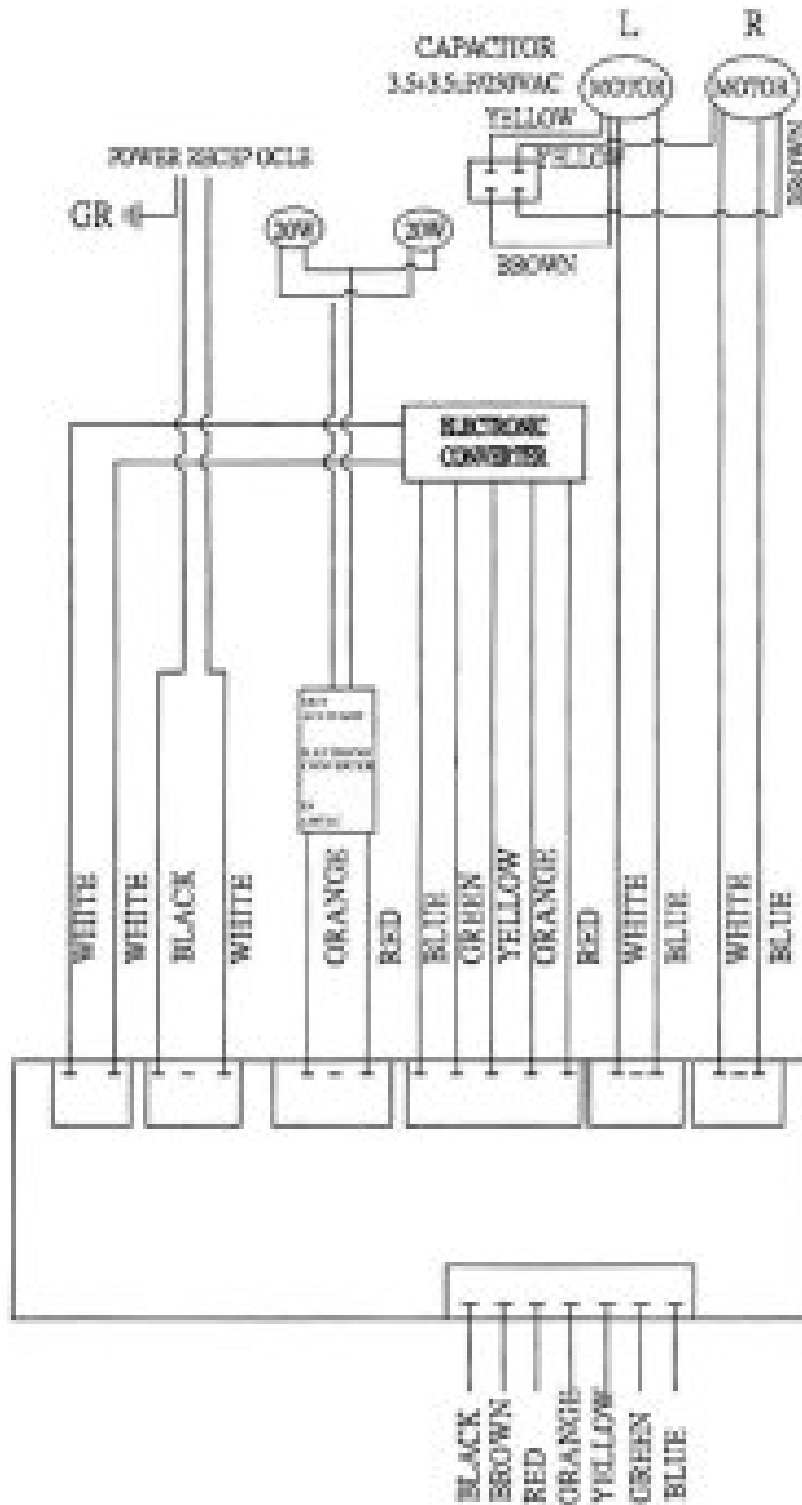 L
R
CAPACITOR
MOTOR
MOTOR
YELLOW
YELLOW
BROWN
BROWN
POWER
GR
20W
20W
ELECTRONIC
CONVERTER
WHITE
WHITE
BLACK
WHITE
ORANGE
RED
BLUE
GREEN
YELLOW
ORANGE
RED
WHITE
BLUE
WHITE
BLUE
BLACK
BROWN
RED
ORANGE
YELLOW
GREEN
BLUE